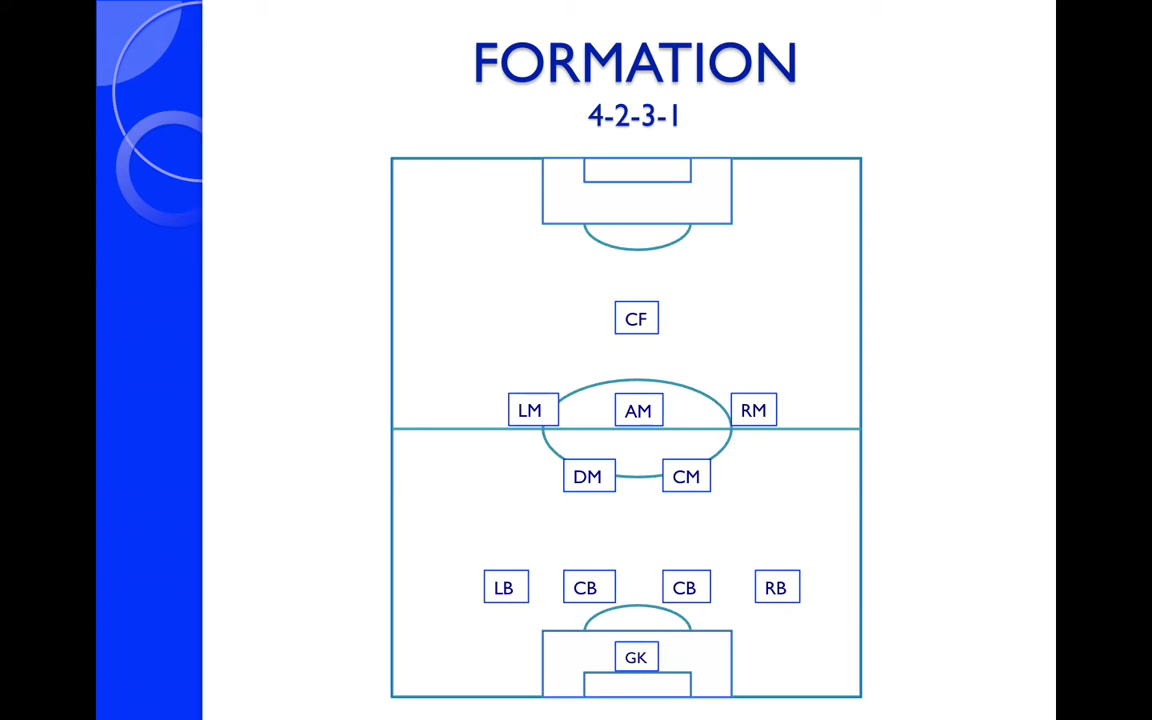 FORMATION
4-2-3-1
CF
LM AM RM
DM CM
LB CB CB RB
GK